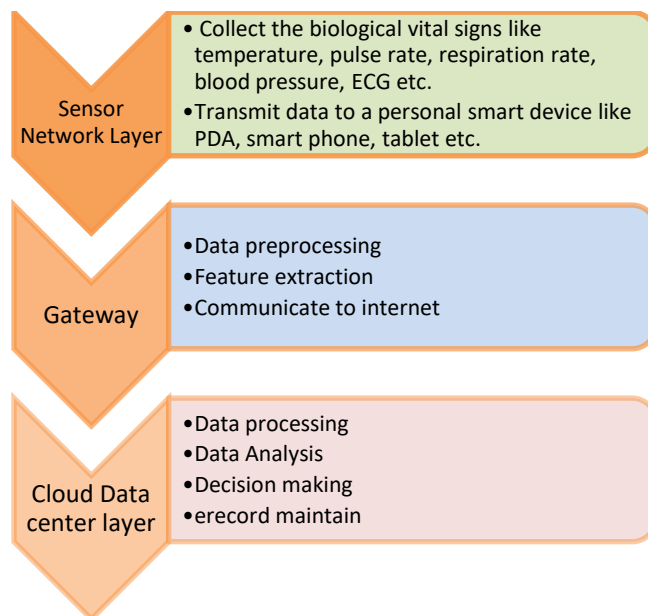 Sensor
Network Layer
• Collect the biological vital signs like
temperature, pulse rate, respiration rate,
blood pressure, ECG etc.
•Transmit data to a personal smart device like
PDA, smart phone, tablet etc.
Gateway
•Data preprocessing
•Feature extraction
•Communicate to internet
Cloud Data
center layer
•Data processing
•Data Analysis
•Decision making
•erecord maintain